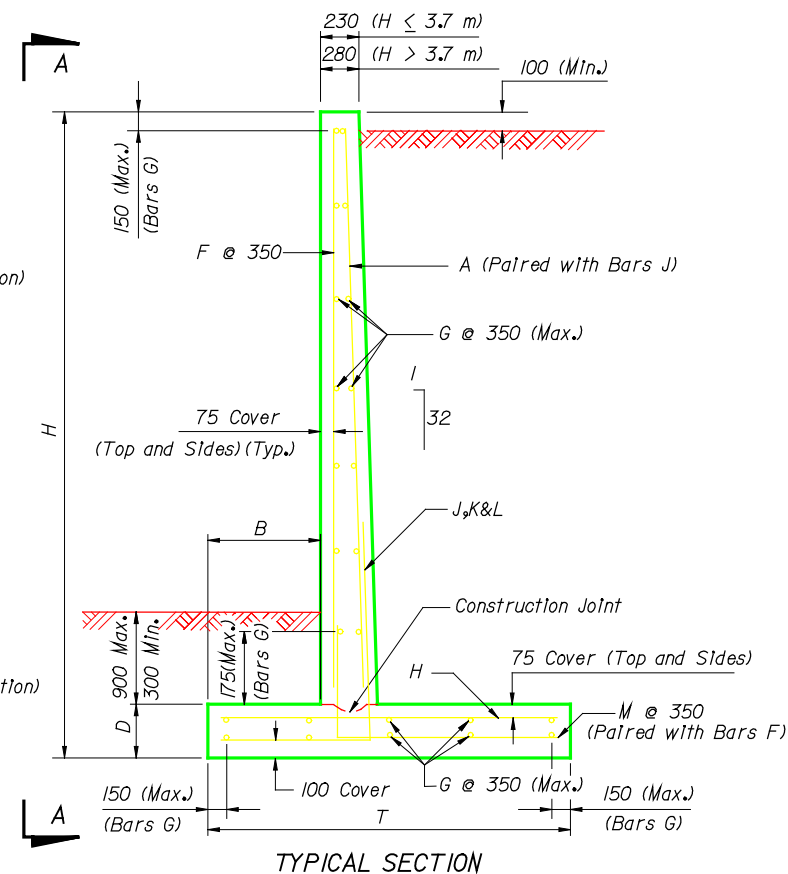 230 (H ≤ 3.7 m)
280 (H > 3.7 m)
A
100 (Min.)
150 (Max.)
(Bars G)
on)
F @ 350
A (Paired with Bars J)
G @ 350 (Max.)
1
32
75 Cover
(Top and Sides)(Typ.)
H
J,K&L
B
Construction Joint
900 Max.
300 Min.
175(Max.)
(Bars G)
H
75 Cover (Top and Sides)
tion)
D
M @ 350
(Paired with Bars F)
G @ 350 (Max.)
100 Cover
150 (Max.)
(Bars G)
T
150 (Max.)
(Bars G)
A
TYPICAL SECTION